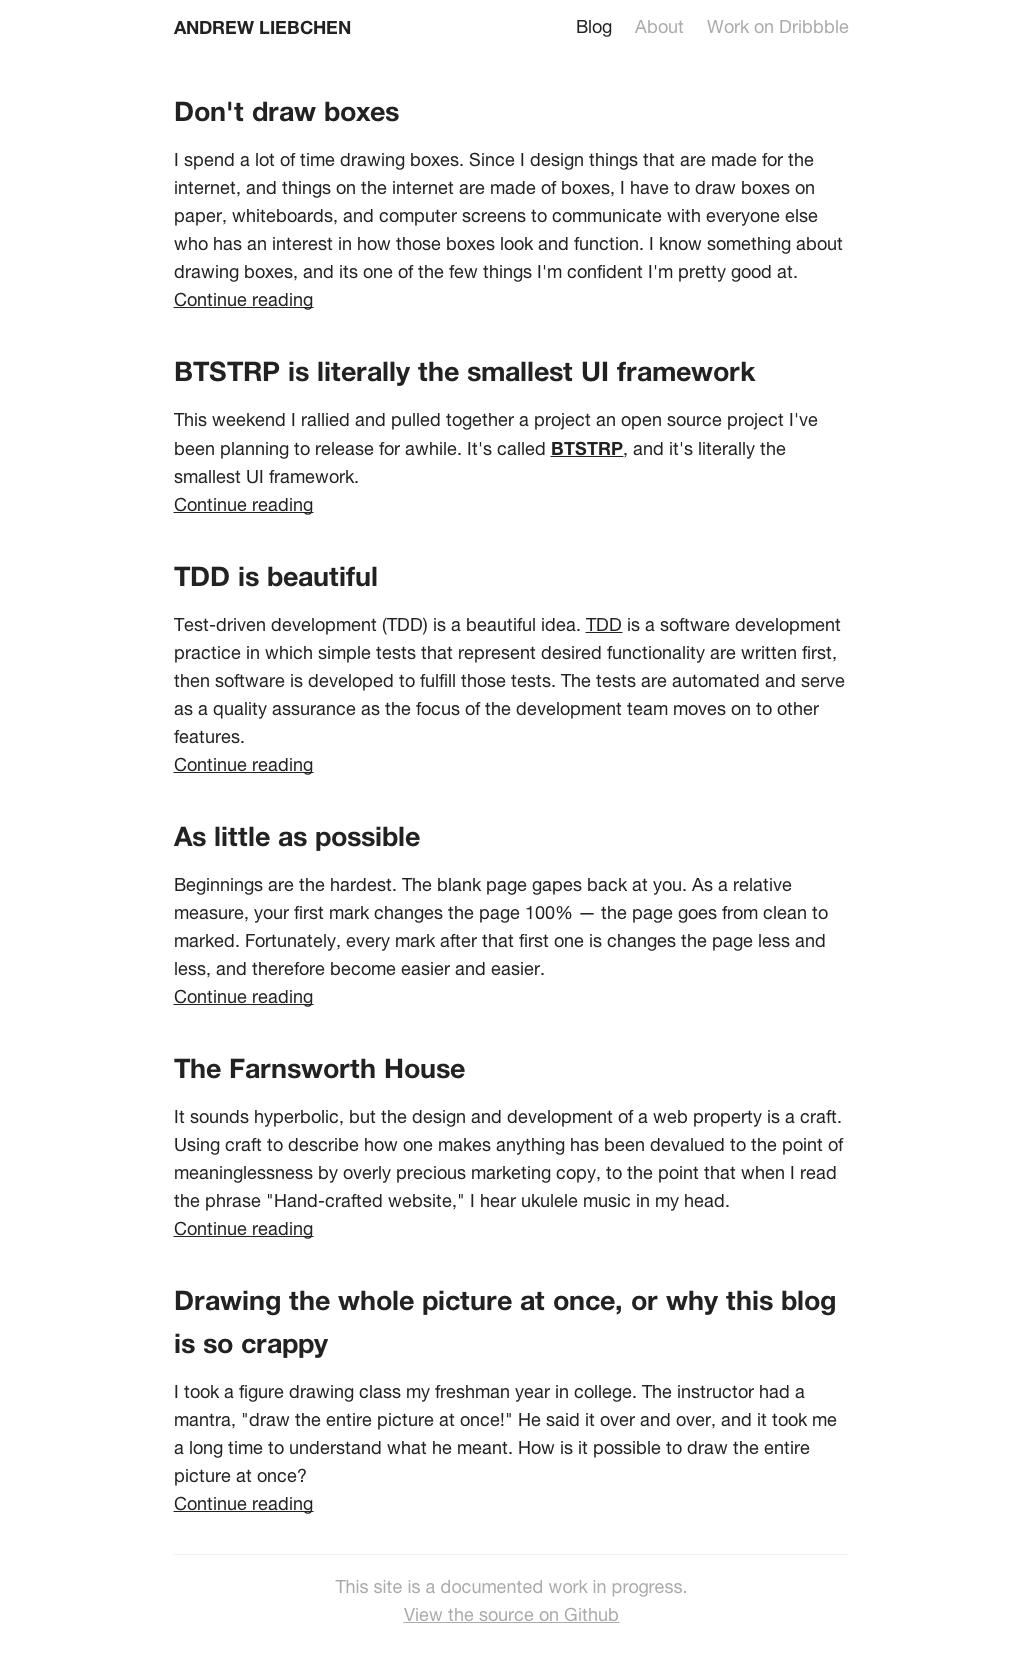 ANDREW LIEBCHEN
Blog About Work on Dribbble
Don't draw boxes
I spend a lot of time drawing boxes. Since I design things that are made for the
internet, and things on the internet are made of boxes, I have to draw boxes on
paper, whiteboards, and computer screens to communicate with everyone else
who has an interest in how those boxes look and function. I know something about
drawing boxes, and its one of the few things I'm confident I'm pretty good at.
Continue reading
BTSTRP is literally the smallest UI framework
This weekend I rallied and pulled together a project an open source project I've
been planning to release for awhile. It's called BTSTRP, and it's literally the
smallest UI framework.
Continue reading
TDD is beautiful
Test-driven development (TDD) is a beautiful idea. TDD is a software development
practice in which simple tests that represent desired functionality are written first,
then software is developed to fulfill those tests. The tests are automated and serve
as a quality assurance as the focus of the development team moves on to other
features.
Continue reading
As little as possible
Beginnings are the hardest. The blank page gapes back at you. As a relative
measure, your first mark changes the page 100% — the page goes from clean to
marked. Fortunately, every mark after that first one is changes the page less and
less, and therefore become easier and easier.
Continue reading
The Farnsworth House
It sounds hyperbolic, but the design and development of a web property is a craft.
Using craft to describe how one makes anything has been devalued to the point of
meaninglessness by overly precious marketing copy, to the point that when I read
the phrase "Hand-crafted website," I hear ukulele music in my head.
Continue reading
Drawing the whole picture at once, or why this blog
is so crappy
I took a figure drawing class my freshman year in college. The instructor had a
mantra, "draw the entire picture at once!" He said it over and over, and it took me
a long time to understand what he meant. How is it possible to draw the entire
picture at once?
Continue reading
This site is a documented work in progress.
View the source on Github